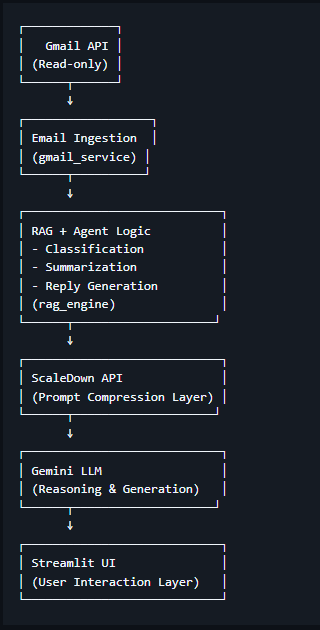 Gmail API
(Read-only)
Email Ingestion
(gmail_service)
RAG + Agent Logic
- Classification
- Summarization
- Reply Generation
(rag_engine)
ScaleDown API
(Prompt Compression Layer)
Gemini LLM
(Reasoning & Generation)
Streamlit UI
(User Interaction Layer)